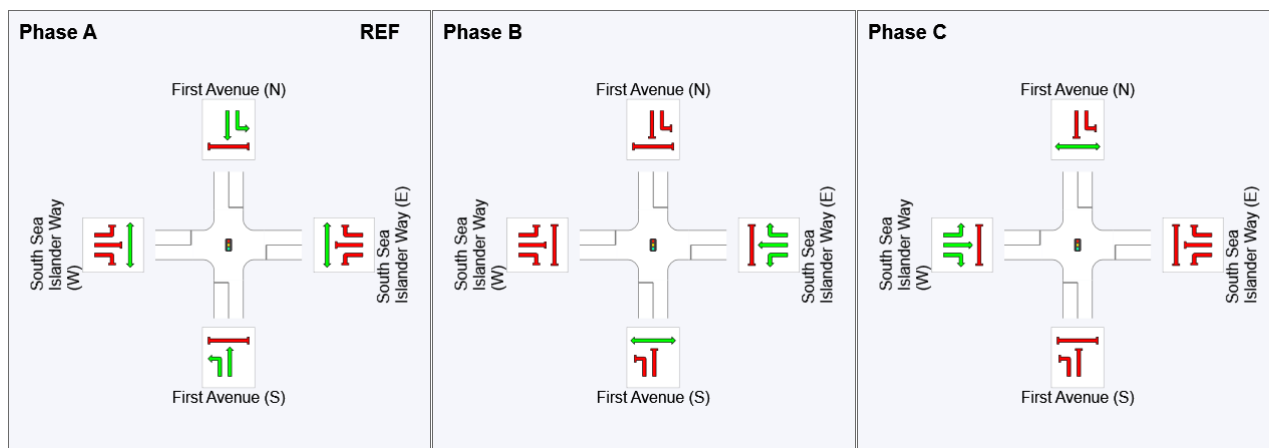 Phase A
REF
First Avenue (N)
South Sea
Islander Way
(W)
South Sea
Islander Way (E)
First Avenue (S)
Phase B
First Avenue (N)
South Sea
Islander Way
(W)
South Sea
Islander Way (E)
First Avenue (S)
Phase C
First Avenue (N)
South Sea
Islander Way
(W)
South Sea
Islander Way (E)
First Avenue (S)